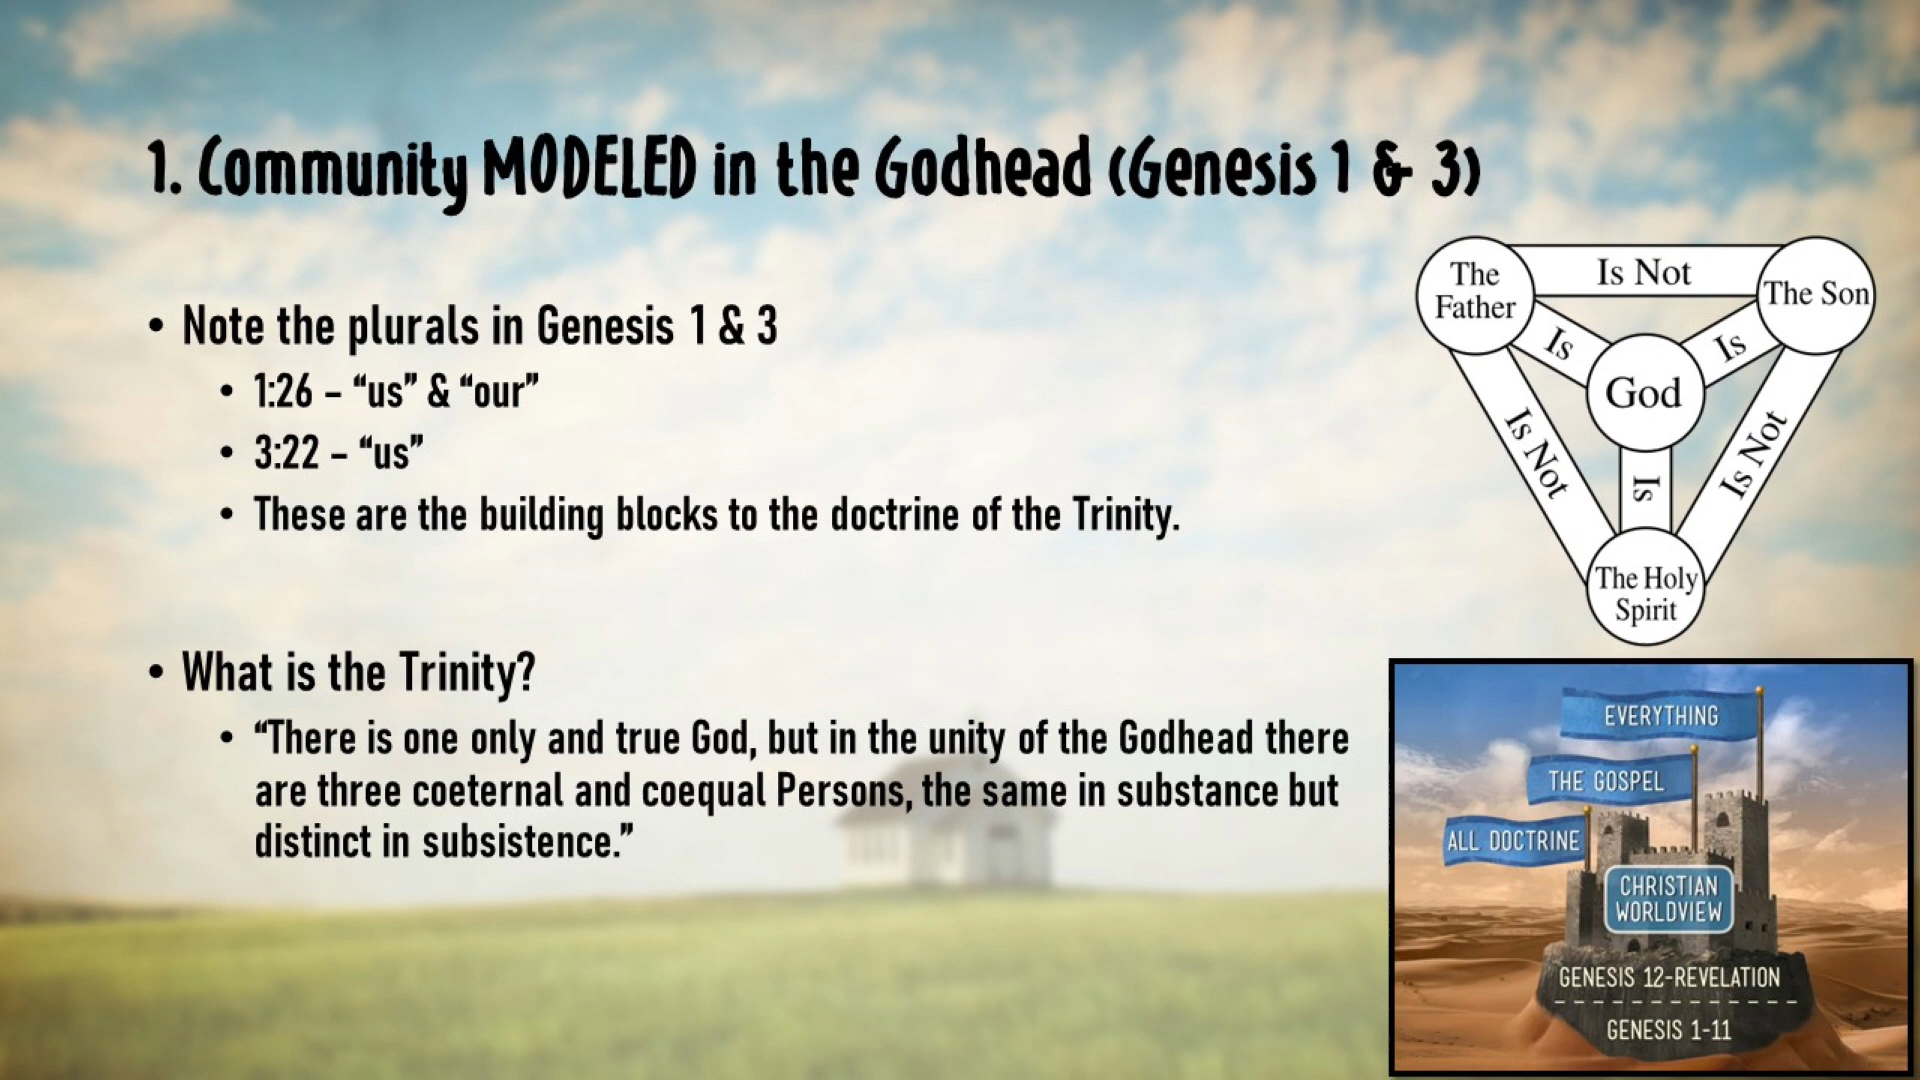 1. Community MODELED in the Godhead (Genesis 1 & 3)
• Note the plurals in Genesis 1 & 3
• 1:26 – “us” & “our”
• 3:22 – “us”
• These are the building blocks to the doctrine of the Trinity.
• What is the Trinity?
• “There is one only and true God, but in the unity of the Godhead there
are three coeternal and coequal Persons, the same in substance but
distinct in subsistence.”
The
Father
Is Not
The Son
Is
Is
God
Is Not
Is
Is Not
The Holy
Spirit
EVERYTHING
THE GOSPEL
ALL DOCTRINE
CHRISTIAN
WORLDVIEW
GENESIS 12-REVELATION
GENESIS 1-11